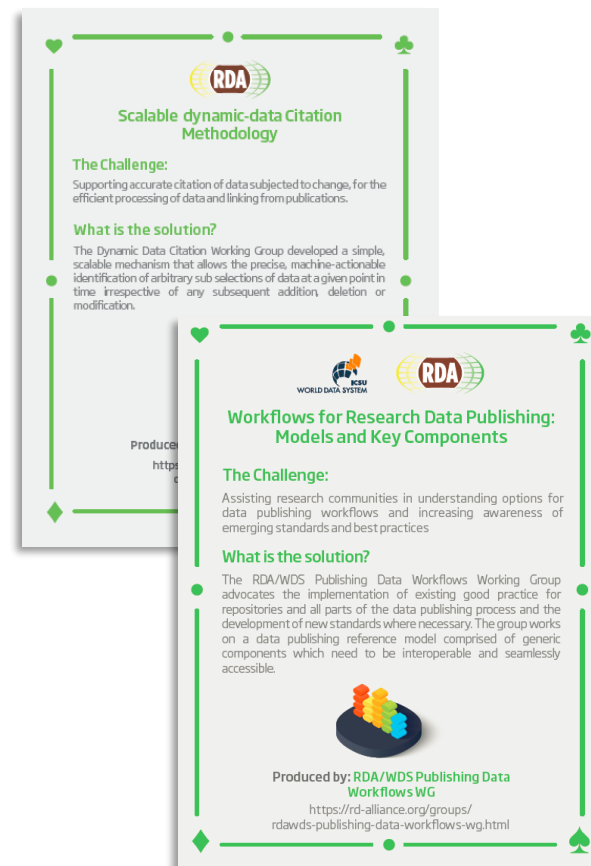 RDA
Scalable dynamic-data Citation
Methodology
The Challenge:
Supporting accurate citation of data subjected to change, for the
efficient processing of data and linking from publications.
What is the solution?
The Dynamic Data Citation Working Group developed a simple,
scalable mechanism that allows the precise, machine-actionable
identification of arbitrary sub selections of data at a given point in
time irrespective of any subsequent addition, deletion or
modification.
ICSU
WORLD DATA SYSTEM
RDA
Workflows for Research Data Publishing:
Models and Key Components
The Challenge:
Assisting research communities in understanding options for
data publishing workflows and increasing awareness of
emerging standards and best practices
What is the solution?
The RDA/WDS Publishing Data Workflows Working Group
advocates the implementation of existing good practice for
repositories and all parts of the data publishing process and the
development of new standards where necessary. The group works
on a data publishing reference model comprised of generic
components which need to be interoperable and seamlessly
accessible.
Produced by: RDA/WDS Publishing Data
Workflows WG
https://rd-alliance.org/groups/
rdawds-publishing-data-workflows-wg.html